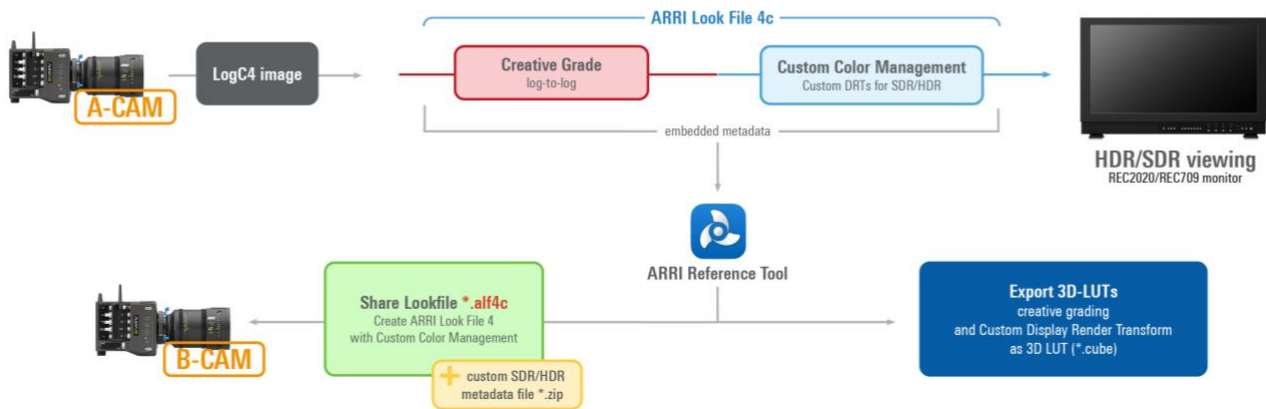 ARRI Look File 4c
A-CAM
LogC4 image
Creative Grade
log-to-log
Custom Color Management
Custom DRTs for SDR/HDR
embedded metadata
HDR/SDR viewing
REC2020/REC709 monitor
ARRI Reference Tool
B-CAM
Share Lookfile *.alf4c
Create ARRI Look File 4
with Custom Color Management
+ custom SDR/HDR
metadata file *.zip
Export 3D-LUTs
creative grading
and Custom Display Render Transform
as 3D LUT (*.cube)